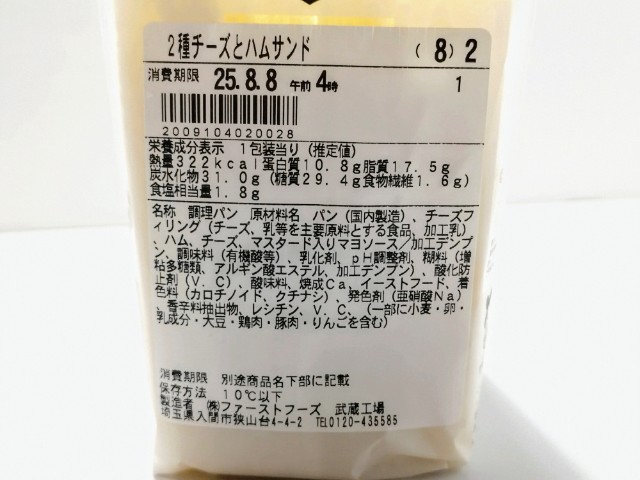 2種チーズとハムサンド (8)2
消費期限 25.8.8 午前4時 1
2009104020028
栄養成分表示 1包装当り(推定値)
熱量322kcal蛋白質10.8g脂質17.5g
炭水化物31.0g(糖質29.4g食物繊維1.6g)
食塩相当量1.8g
名称 調理パン 原材料名 パン(国内製造)、チーズフ
ィリング(チーズ、乳等を主要原料とする食品、加工乳)
、ハム、チーズ、マスタード入りマヨソース/加工デンプ
ン、調味料(有機酸等)、乳化剤、pH調整剤、糊料(増
粘多糖類、アルギン酸エステル、加工デンプン)、酸化防
止剤(V.C)、酸味料、焼成Ca、イーストフード、着
色料(カロチノイド、クチナシ)、発色剤(亜硝酸Na)
、香辛料抽出物、レシチン、V.C、(一部に小麦・卵・
乳成分・大豆・鶏肉・豚肉・りんごを含む)
消費期限 別途商品名下部に記載
保存方法 10℃以下
製造者 ㈱ファーストフーズ 武蔵工場
埼玉県入間市狭山台4-4-2 TEL0120-435585